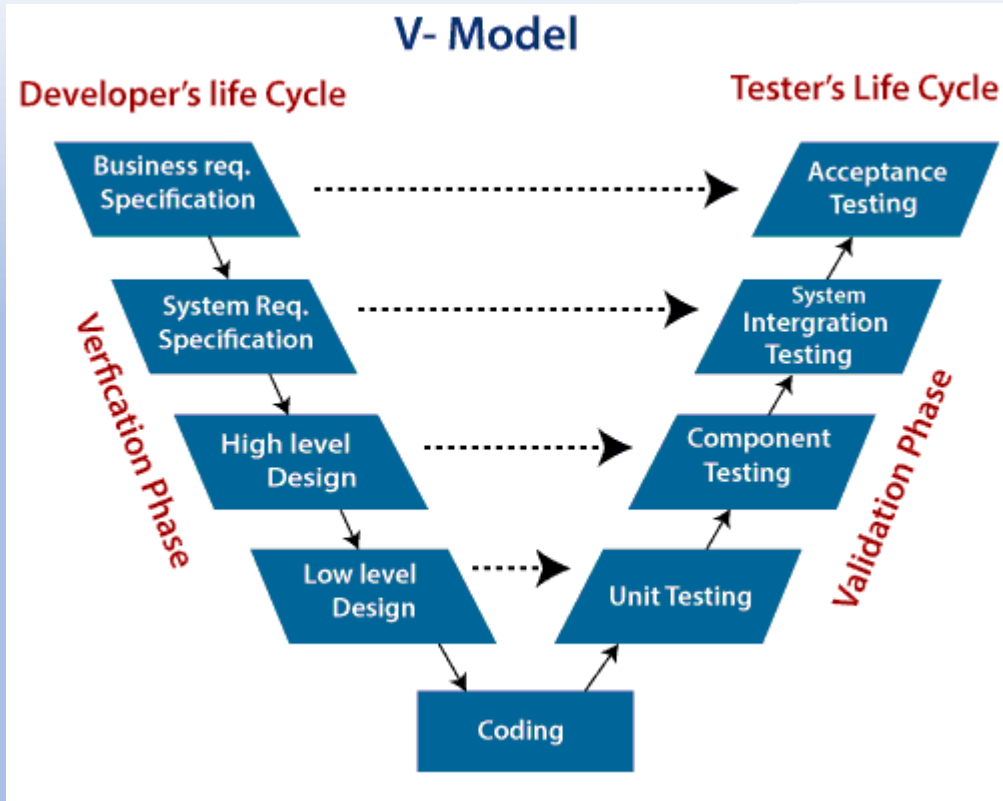 V- Model
Developer's life Cycle
Tester's Life Cycle
Business req.
Specification
Acceptance
Testing
System Req.
Specification
System
Intergration
Testing
Verfication Phase
High level
Design
Component
Testing
Validation Phase
Low level
Design
Unit Testing
Coding